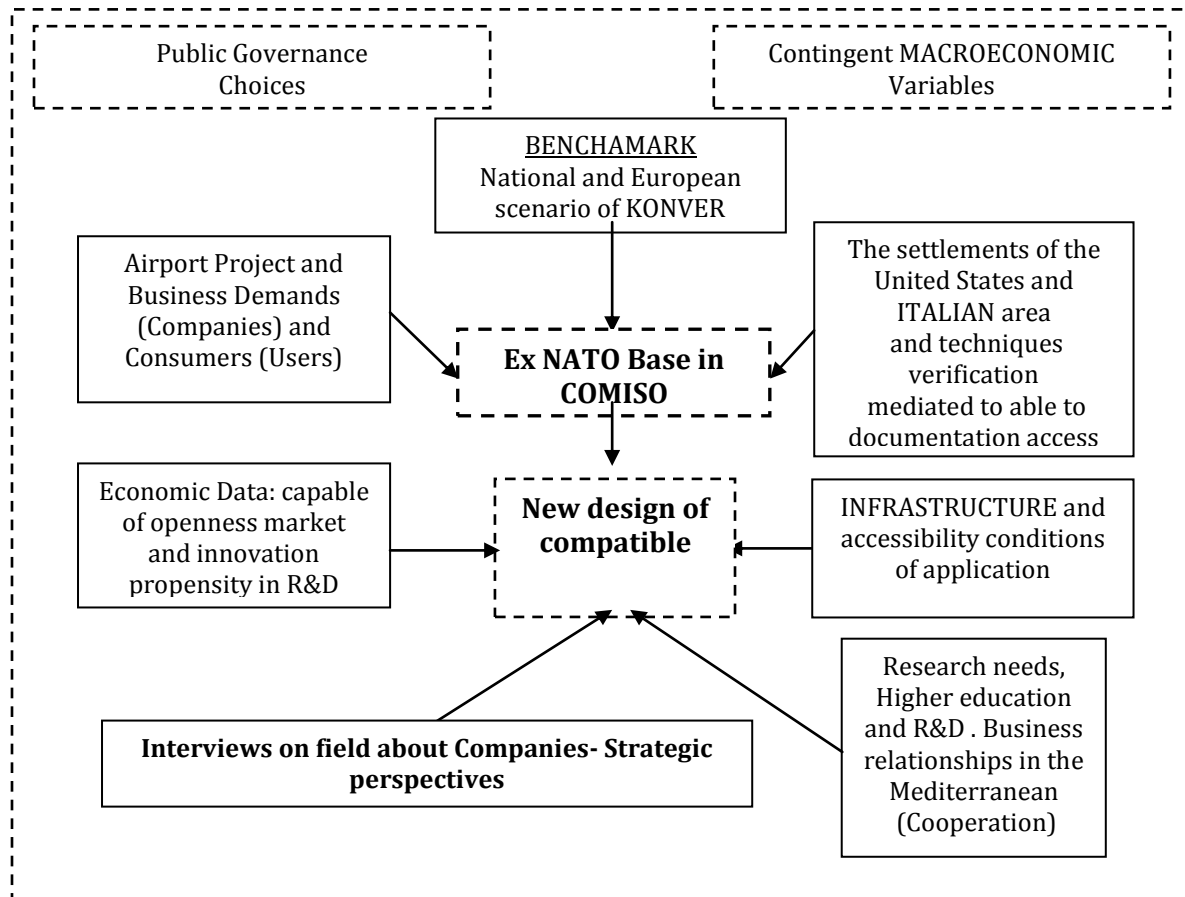 Public Governance
Choices
Contingent MACROECONOMIC
Variables
BENCHAMARK
National and European
scenario of KONVER
Airport Project and
Business Demands
(Companies) and
Consumers (Users)
The settlements of the
United States and
ITALIAN area
and techniques
verification
mediated to able to
documentation access
Ex NATO Base in
COMISO
Economic Data: capable
of openness market
and innovation
propensity in R&D
New design of
compatible
INFRASTRUCTURE and
accessibility conditions
of application
Interviews on field about Companies- Strategic
perspectives
Research needs,
Higher education
and R&D . Business
relationships in the
Mediterranean
(Cooperation)